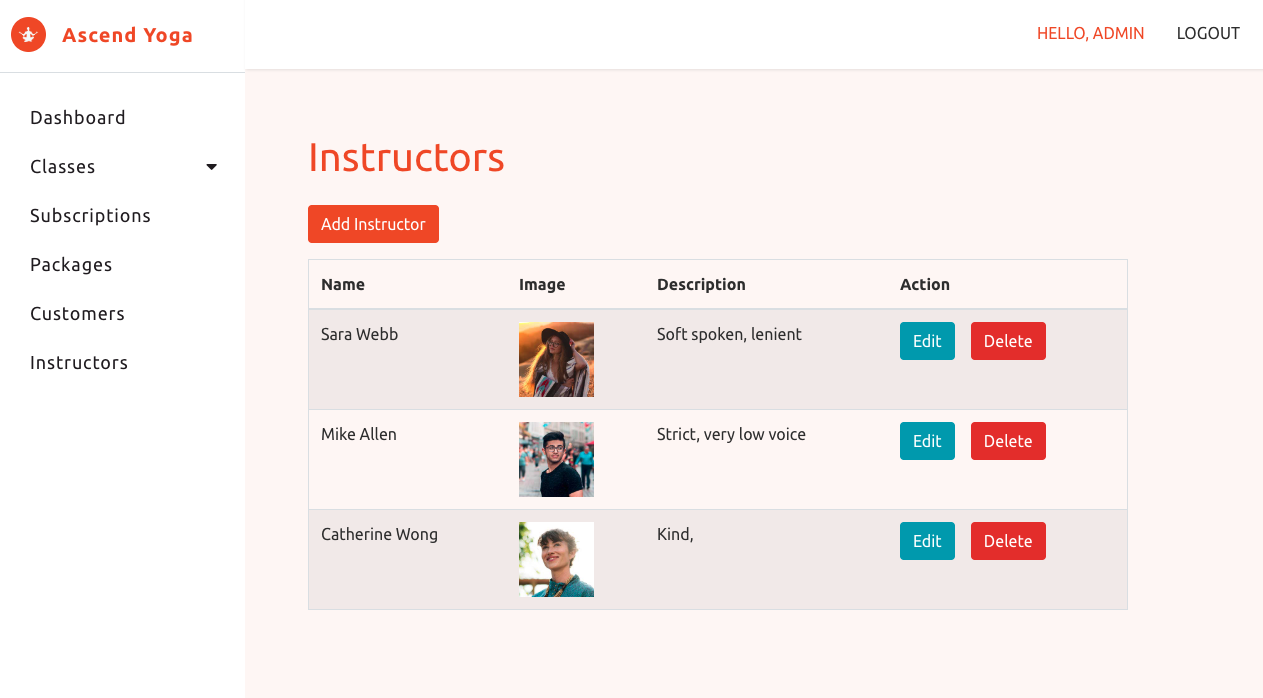 Ascend Yoga
HELLO, ADMIN LOGOUT
Dashboard
Classes
Subscriptions
Packages
Customers
Instructors
Instructors
Add Instructor
Name Image Description Action
Sara Webb Soft spoken, lenient Edit Delete
Mike Allen Strict, very low voice Edit Delete
Catherine Wong Kind, Edit Delete